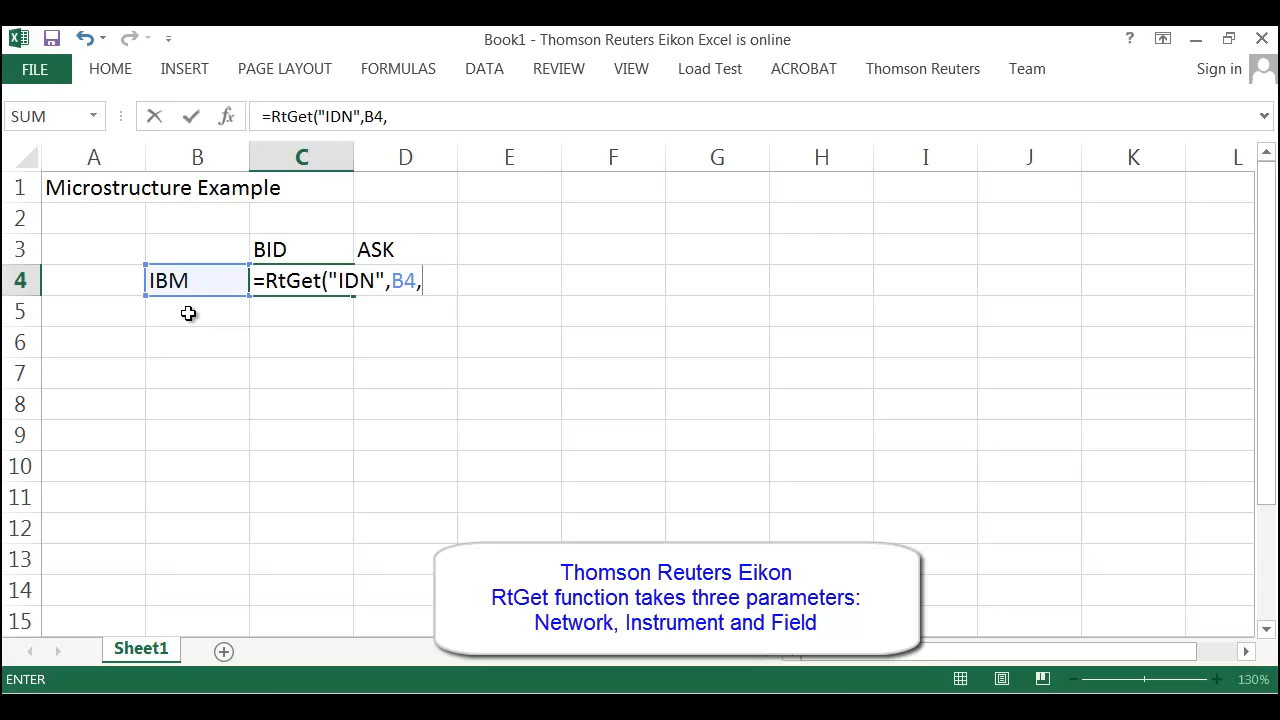 Book1 - Thomson Reuters Eikon Excel is online
?
FILE HOME INSERT PAGE LAYOUT FORMULAS DATA REVIEW VIEW Load Test ACROBAT Thomson Reuters Team Sign in
SUM fx =RtGet("IDN",B4,
A B C D E F G H I J K L
1 Microstructure Example
2
3 BID ASK
4 IBM =RtGet("IDN",B4,
5
6
7
8
9
10
11
12
13
14
15
Thomson Reuters Eikon
RtGet function takes three parameters:
Network, Instrument and Field
Sheet1
ENTER 130%